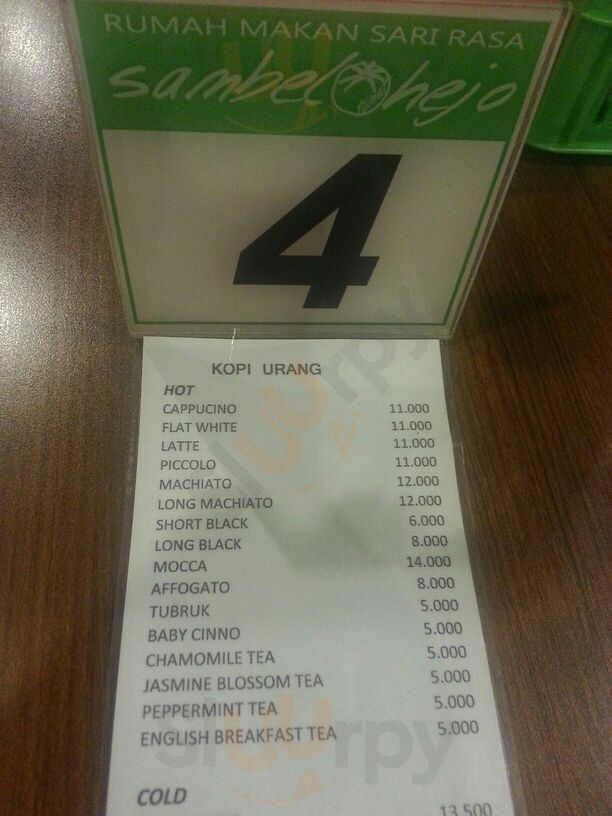 RUMAH MAKAN SARI RASA
sambel hejo
4
KOPI URANG
HOT
CAPPUCINO 11.000
FLAT WHITE 11.000
LATTE 11.000
PICCOLO 11.000
MACHIATO 12.000
LONG MACHIATO 12.000
SHORT BLACK 6.000
LONG BLACK 8.000
MOCCA 14.000
AFFOGATO 8.000
TUBRUK 5.000
BABY CINNO 5.000
CHAMOMILE TEA 5.000
JASMINE BLOSSOM TEA 5.000
PEPPERMINT TEA 5.000
ENGLISH BREAKFAST TEA 5.000
COLD
13.500
sluurpy